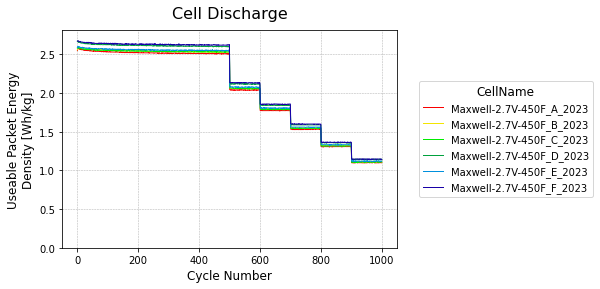 Cell Discharge
Useable Packet Energy
Density [Wh/kg]
2.5
2.0
1.5
1.0
0.5
0.0
0
200
400
600
800
1000
Cycle Number
CellName
Maxwell-2.7V-450F_A_2023
Maxwell-2.7V-450F_B_2023
Maxwell-2.7V-450F_C_2023
Maxwell-2.7V-450F_D_2023
Maxwell-2.7V-450F_E_2023
Maxwell-2.7V-450F_F_2023